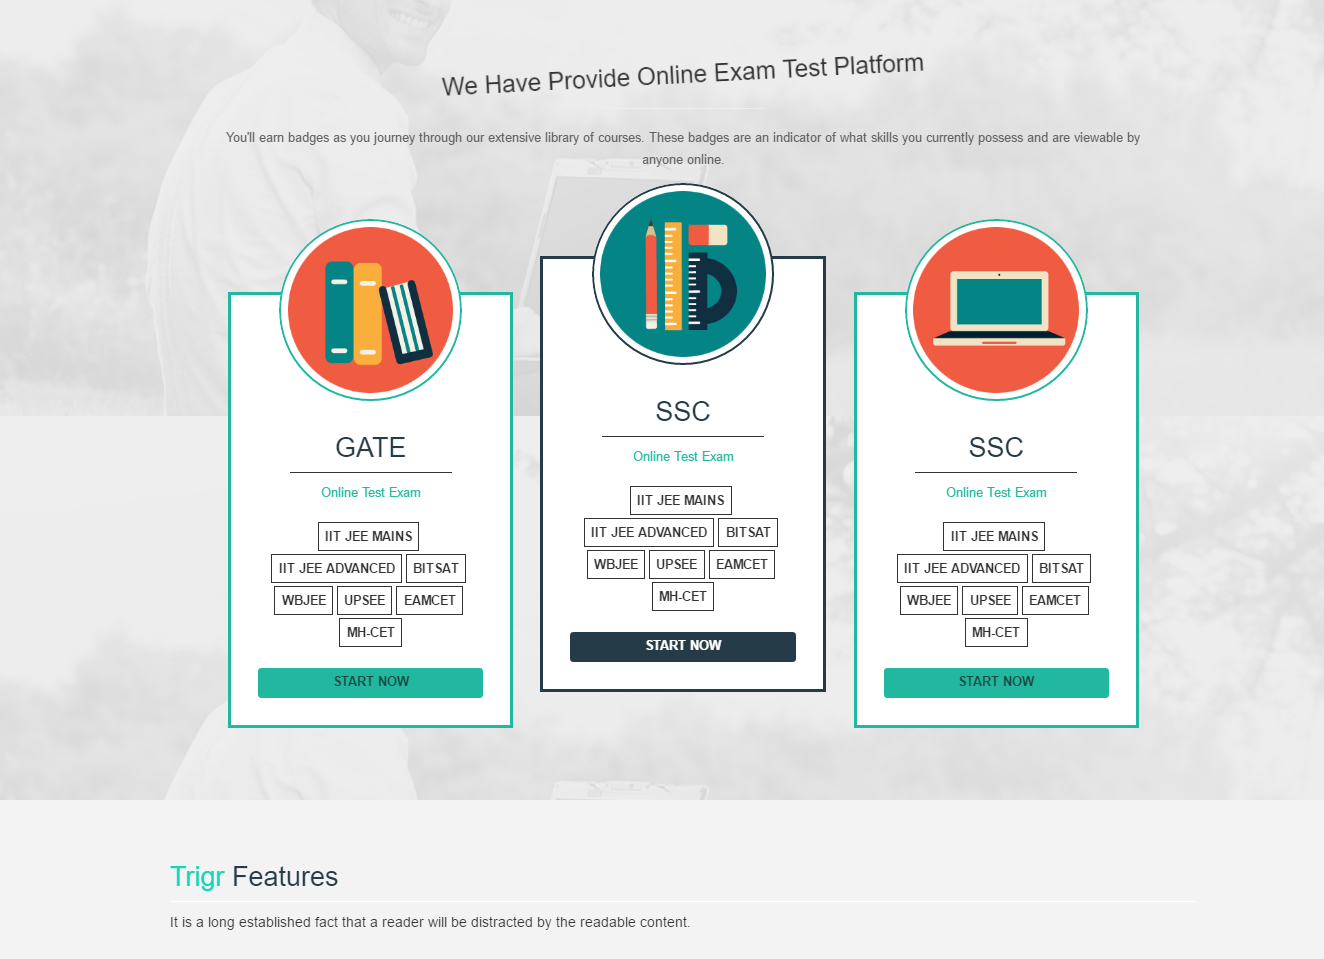 We Have Provide Online Exam Test Platform
You'll earn badges as you journey through our extensive library of courses. These badges are an indicator of what skills you currently possess and are viewable by
anyone online.
GATE
Online Test Exam
IIT JEE MAINS
IIT JEE ADVANCED BITSAT
WBJEE UPSEE EAMCET
MH-CET
START NOW
SSC
Online Test Exam
IIT JEE MAINS
IIT JEE ADVANCED BITSAT
WBJEE UPSEE EAMCET
MH-CET
START NOW
SSC
Online Test Exam
IIT JEE MAINS
IIT JEE ADVANCED BITSAT
WBJEE UPSEE EAMCET
MH-CET
START NOW
Trigr Features
It is a long established fact that a reader will be distracted by the readable content.